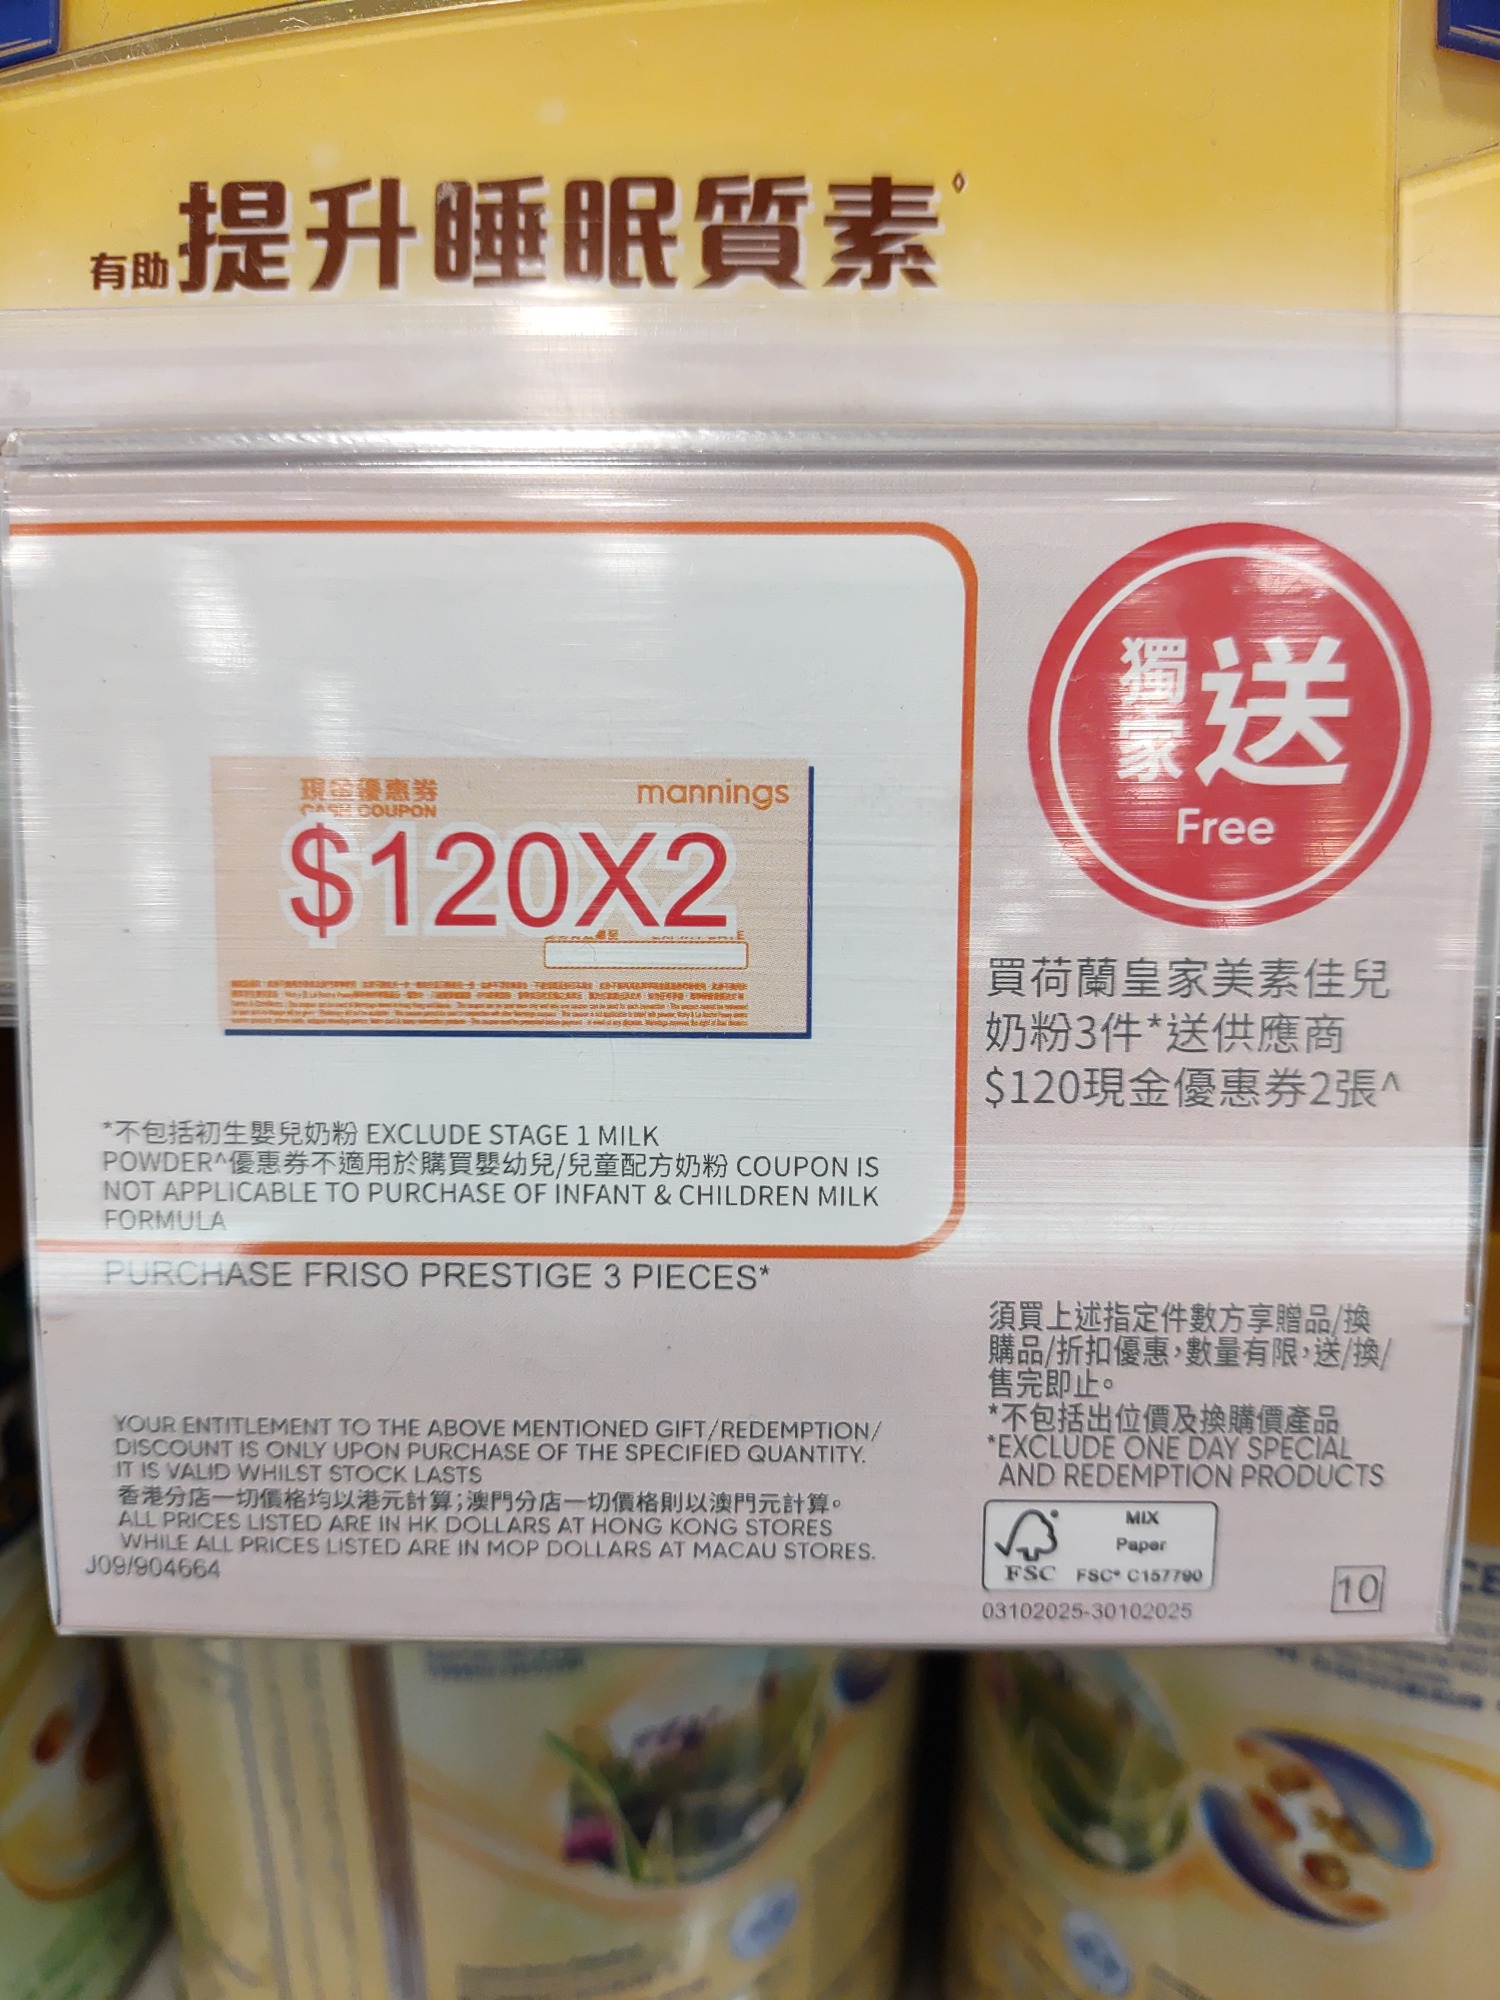 有助提升睡眠質素◊
獨家送
Free
現金優惠券
CASH COUPON
mannings
$120X2
買荷蘭皇家美素佳兒
奶粉3件*送供應商
$120現金優惠券2張^
*不包括初生嬰兒奶粉 EXCLUDE STAGE 1 MILK
POWDER^優惠券不適用於購買嬰幼兒/兒童配方奶粉 COUPON IS
NOT APPLICABLE TO PURCHASE OF INFANT & CHILDREN MILK
FORMULA
PURCHASE FRISO PRESTIGE 3 PIECES*
須買上述指定件數方享贈品/換
購品/折扣優惠,數量有限,送/換/
售完即止。
*不包括出位價及換購價產品
*EXCLUDE ONE DAY SPECIAL
AND REDEMPTION PRODUCTS
YOUR ENTITLEMENT TO THE ABOVE MENTIONED GIFT/REDEMPTION/
DISCOUNT IS ONLY UPON PURCHASE OF THE SPECIFIED QUANTITY.
IT IS VALID WHILST STOCK LASTS
香港分店一切價格均以港元計算;澳門分店一切價格則以澳門元計算。
ALL PRICES LISTED ARE IN HK DOLLARS AT HONG KONG STORES
WHILE ALL PRICES LISTED ARE IN MOP DOLLARS AT MACAU STORES.
J09/904664
FSC
MIX
Paper
FSC® C157790
03102025-30102025
10